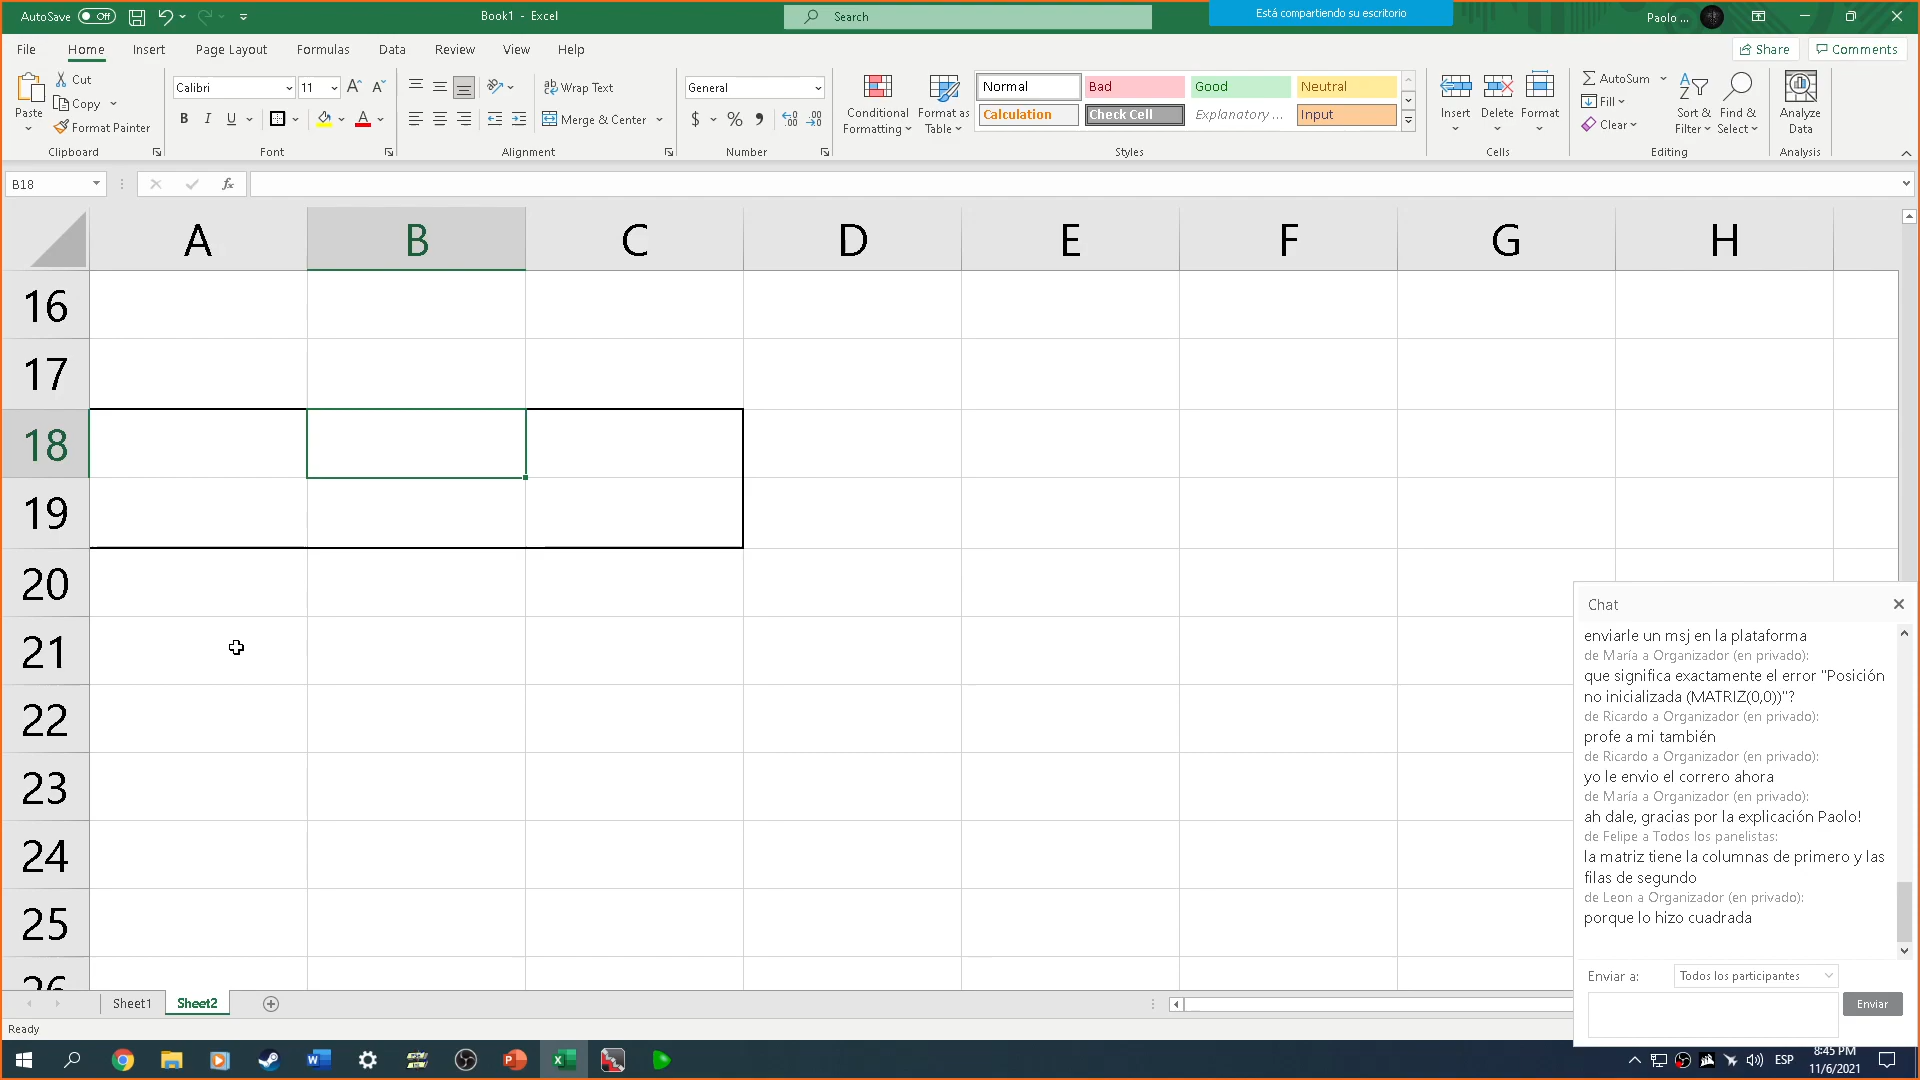 AutoSave Off
Book1 - Excel
Search
Está compartiendo su escritorio
Paolo ...
File Home Insert Page Layout Formulas Data Review View Help
Share Comments
Paste
Cut
Copy
Format Painter
Clipboard
Calibri 11
B I U
Font
Wrap Text
Merge & Center
Alignment
General
$ % 9
Number
Conditional Formatting
Format as Table
Normal Bad Good Neutral
Calculation Check Cell Explanatory ... Input
Styles
Insert Delete Format
Cells
AutoSum
Fill
Clear
Sort & Filter
Find & Select
Editing
Analyze Data
Analysis
B18
fx
A B C D E F G H
16
17
18
19
20
21
22
23
24
25
26
Chat
enviarle un msj en la plataforma
de María a Organizador (en privado):
que significa exactamente el error "Posición
no inicializada (MATRIZ(0,0))"?
de Ricardo a Organizador (en privado):
profe a mi también
de Ricardo a Organizador (en privado):
yo le envio el correro ahora
de María a Organizador (en privado):
ah dale, gracias por la explicación Paolo!
de Felipe a Todos los panelistas:
la matriz tiene la columnas de primero y las
filas de segundo
de Leon a Organizador (en privado):
porque lo hizo cuadrada
Enviar a: Todos los participantes
Enviar
Sheet1 Sheet2
Ready
ESP
8:45 PM
11/6/2021